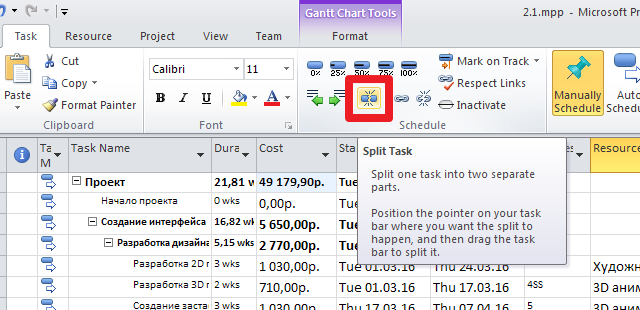 Gantt Chart Tools
2.1.mpp - Microsoft Pr
Task Resource Project View Team Format
Paste
Cut
Copy
Format Painter
Clipboard
Calibri 11
B I U A
Font
0% 25% 50% 75% 100%
Mark on Track
Respect Links
Inactivate
Schedule
Manually
Schedule
Au
Sche
Split Task
Split one task into two separate
parts.
Position the pointer on your task
bar where you want the split to
happen, and then drag the task
bar to split it.
Ta
M
Task Name Dura Cost Sta es Resource
Проект 21,81 w 49 179,90р. Tue
Начало проекта 0 wks 0,00р. Tue
Создание интерфейса 16,82 w 5 650,00р. Tue
Разработка дизайна 5,15 wks 2 770,00р. Tue
Разработка 2D г 3 wks 1 030,00р. Tue 01.03.16 Thu 24.03.16 Художн
Разработка 3D г 2 wks 710,00р. Tue 01.03.16 Thu 17.03.16 4SS 3D аним
Создание заста 3 wks 1 030,00р. Thu 17.03.16 Thu 07.04.16 5 3D аним